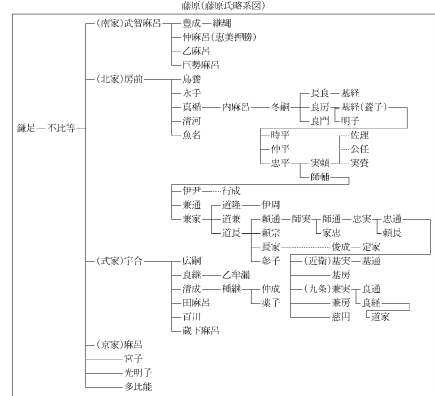 藤原(藤原氏略系図)
(南家)武智麻呂 豊成 継縄
仲麻呂(恵美押勝)
乙麻呂
巨勢麻呂
(北家)房前 鳥養
永手 長良 基経
真楯 内麻呂 冬嗣 良房 基経(養子)
清河 良門 明子
鎌足 不比等 魚名 時平 佐理
仲平 公任
忠平 実頼 実資
師輔
伊尹 行成
兼通 道隆 伊周
兼家 道兼 頼通 師実 師通 忠実 忠通
道長 頼宗 家忠 頼長
長家 俊成 定家
彰子 (近衛)基実 基通
(式家)宇合 広嗣 基房
良継 乙牟漏 (九条)兼実 良通
清成 種継 仲成 兼房 良経
田麻呂 薬子 慈円 道家
百川
蔵下麻呂
(京家)麻呂
宮子
光明子
多比能